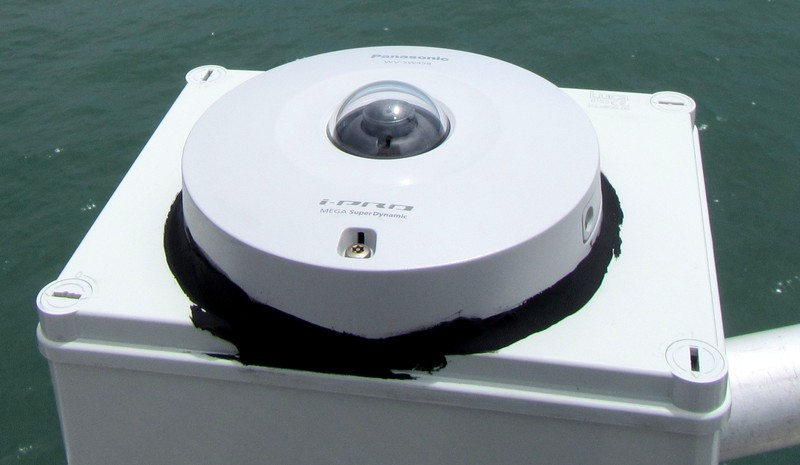 Panasonic
i-PRO
MEGA Super Dynamic